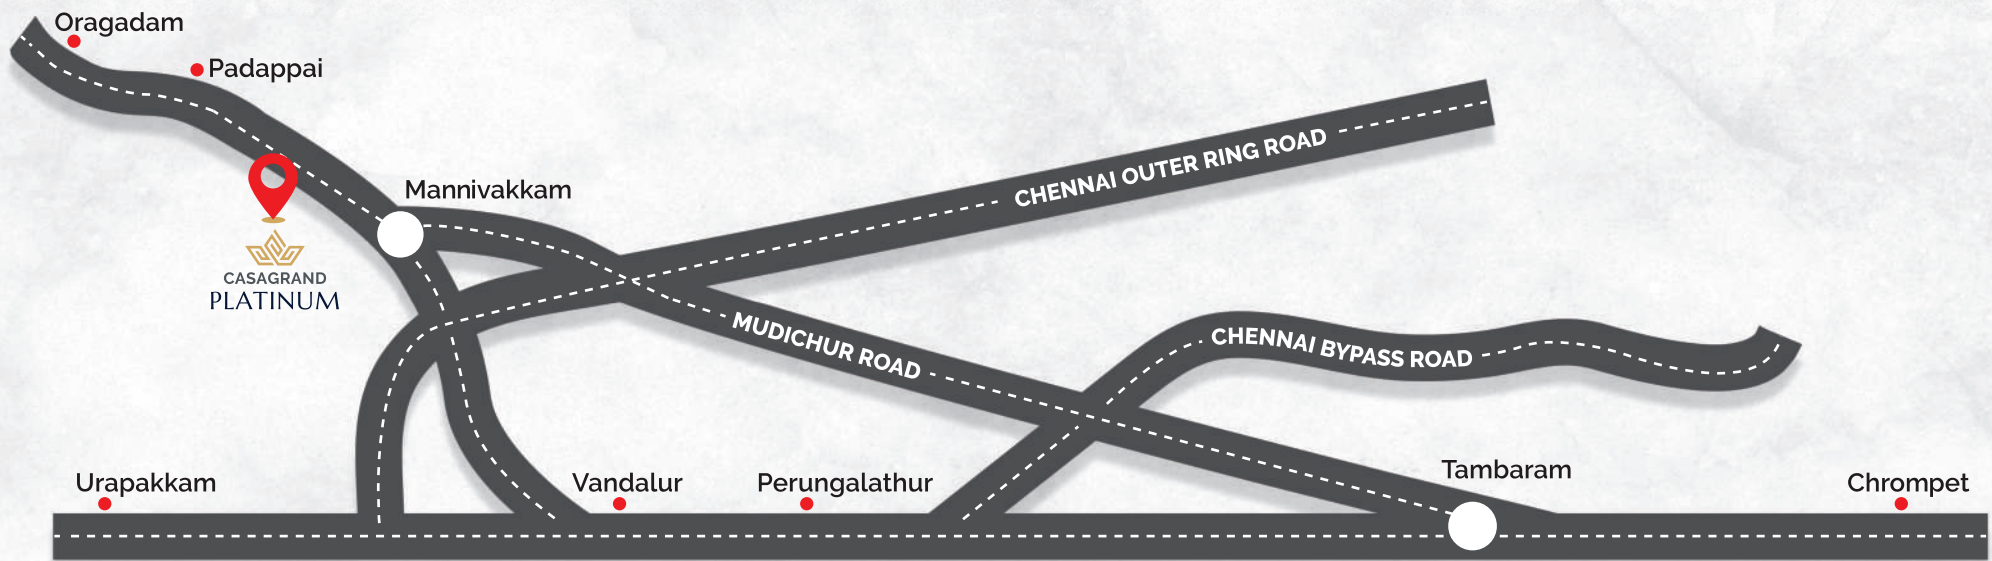 Oragadam
Padappai
CHENNAI OUTER RING ROAD
Mannivakkam
CASAGRAND
PLATINUM
MUDICHUR ROAD
CHENNAI BYPASS ROAD
Urapakkam
Vandalur
Perungalathur
Tambaram
Chrompet